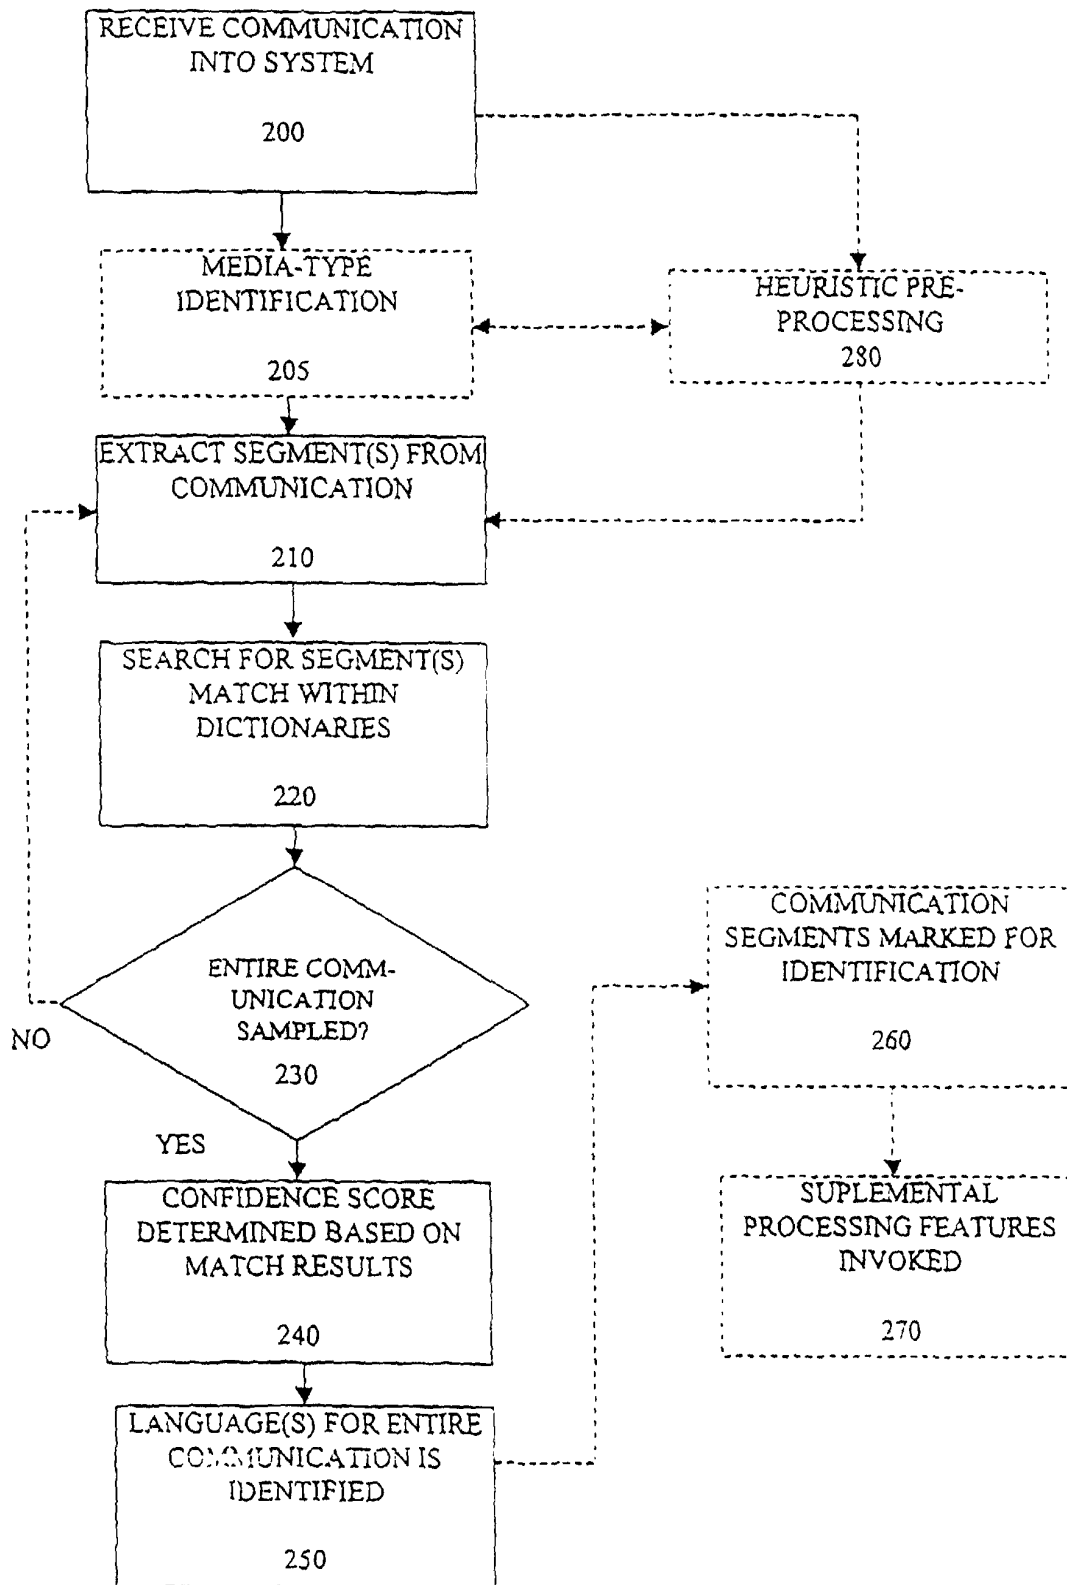 RECEIVE COMMUNICATION
INTO SYSTEM
200
MEDIA-TYPE
IDENTIFICATION
205
HEURISTIC PRE-
PROCESSING
280
EXTRACT SEGMENT(S) FROM
COMMUNICATION
210
SEARCH FOR SEGMENT(S)
MATCH WITHIN
DICTIONARIES
220
ENTIRE COMM-
UNICATION
SAMPLED?
230
NO
YES
COMMUNICATION
SEGMENTS MARKED FOR
IDENTIFICATION
260
CONFIDENCE SCORE
DETERMINED BASED ON
MATCH RESULTS
240
SUPLEMENTAL
PROCESSING FEATURES
INVOKED
270
LANGUAGE(S) FOR ENTIRE
COMMUNICATION IS
IDENTIFIED
250